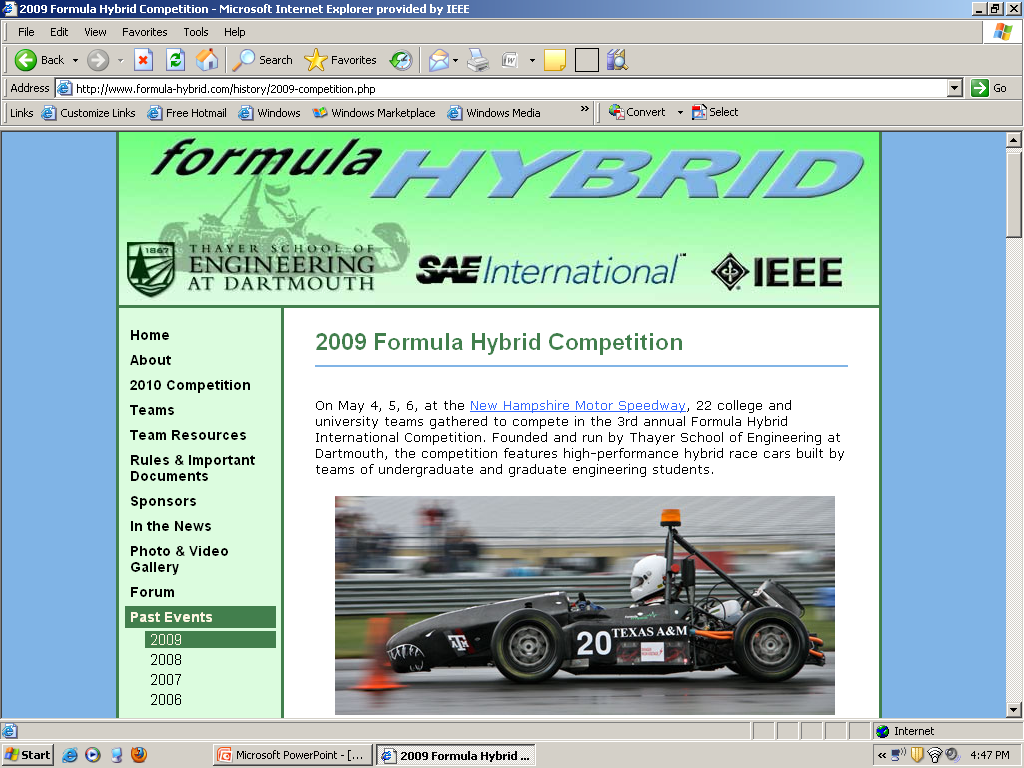 2009 Formula Hybrid Competition - Microsoft Internet Explorer provided by IEEE
File Edit View Favorites Tools Help
Back Search Favorites
Address http://www.formula-hybrid.com/history/2009-competition.php Go
Links Customize Links Free Hotmail Windows Windows Marketplace Windows Media » Convert Select
formula HYBRID
1867
THAYER SCHOOL OF
ENGINEERING
AT DARTMOUTH
SAE International™
IEEE
Home
About
2010 Competition
Teams
Team Resources
Rules & Important
Documents
Sponsors
In the News
Photo & Video
Gallery
Forum
Past Events
2009
2008
2007
2006
2009 Formula Hybrid Competition
On May 4, 5, 6, at the New Hampshire Motor Speedway, 22 college and
university teams gathered to compete in the 3rd annual Formula Hybrid
International Competition. Founded and run by Thayer School of Engineering at
Dartmouth, the competition features high-performance hybrid race cars built by
teams of undergraduate and graduate engineering students.
ATM
20 TEXAS A&M
Internet
Start Microsoft PowerPoint - [... 2009 Formula Hybrid ... « 4:47 PM